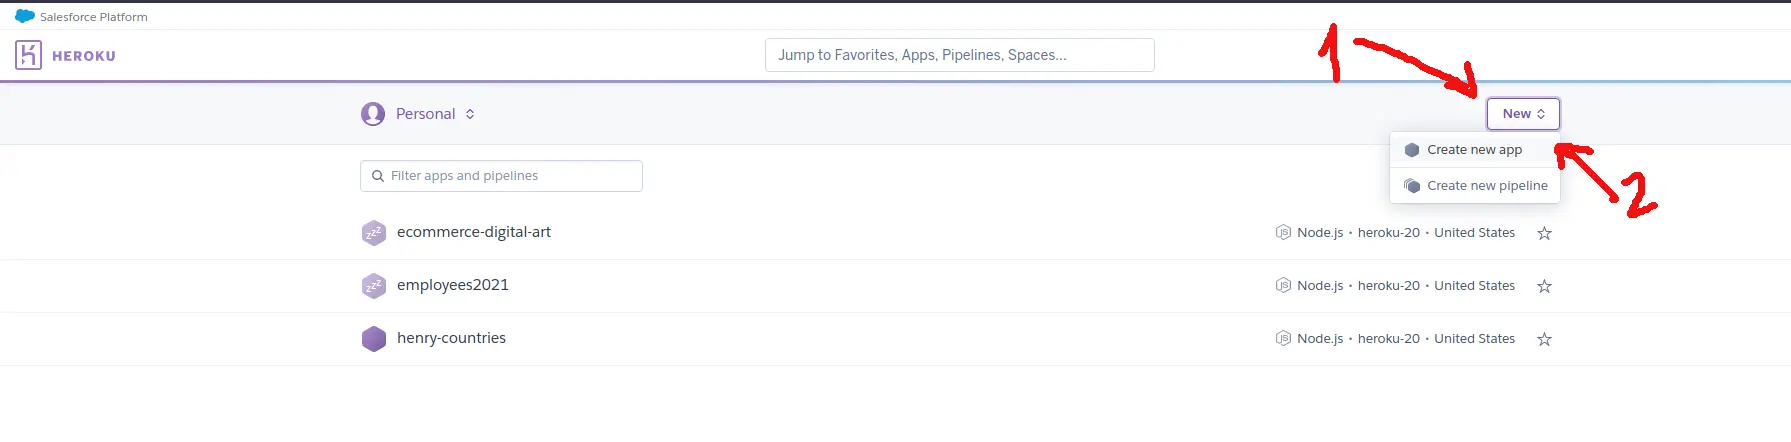 Salesforce Platform
HEROKU
Jump to Favorites, Apps, Pipelines, Spaces...
1
Personal
New
Create new app
Filter apps and pipelines
Create new pipeline
2
ecommerce-digital-art
Node.js • heroku-20 • United States
employees2021
Node.js • heroku-20 • United States
henry-countries
Node.js • heroku-20 • United States